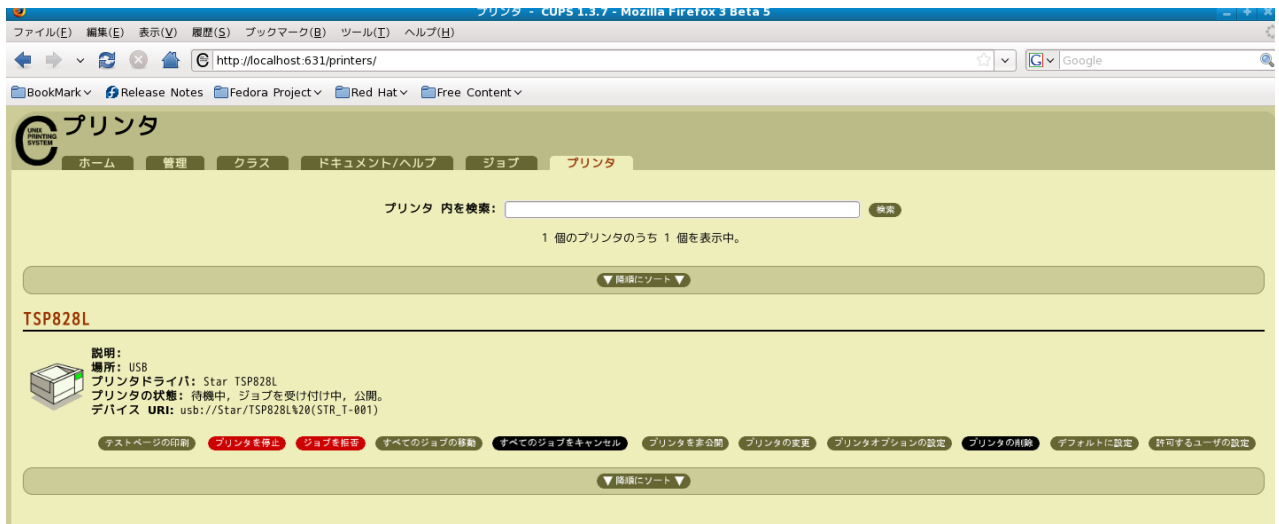 プリンタ - CUPS 1.3.7 - Mozilla Firefox 3 Beta 5
ファイル(F) 編集(E) 表示(V) 履歴(S) ブックマーク(B) ツール(T) ヘルプ(H)
http://localhost:631/printers/
G Google
BookMark Release Notes Fedora Project Red Hat Free Content
UNIX PRINTING SYSTEM
プリンタ
ホーム 管理 クラス ドキュメント/ヘルプ ジョブ プリンタ
プリンタ 内を検索: 検索
1 個のプリンタのうち 1 個を表示中。
▼ 降順にソート ▼
TSP828L
説明:
場所: USB
プリンタドライバ: Star TSP828L
プリンタの状態: 待機中, ジョブを受け付け中, 公開。
デバイス URI: usb://Star/TSP828L%20(STR_T-001)
テストページの印刷 プリンタを停止 ジョブを拒否 すべてのジョブの移動 すべてのジョブをキャンセル プリンタを非公開 プリンタの変更 プリンタオプションの設定 プリンタの削除 デフォルトに設定 許可するユーザの設定
▼ 降順にソート ▼